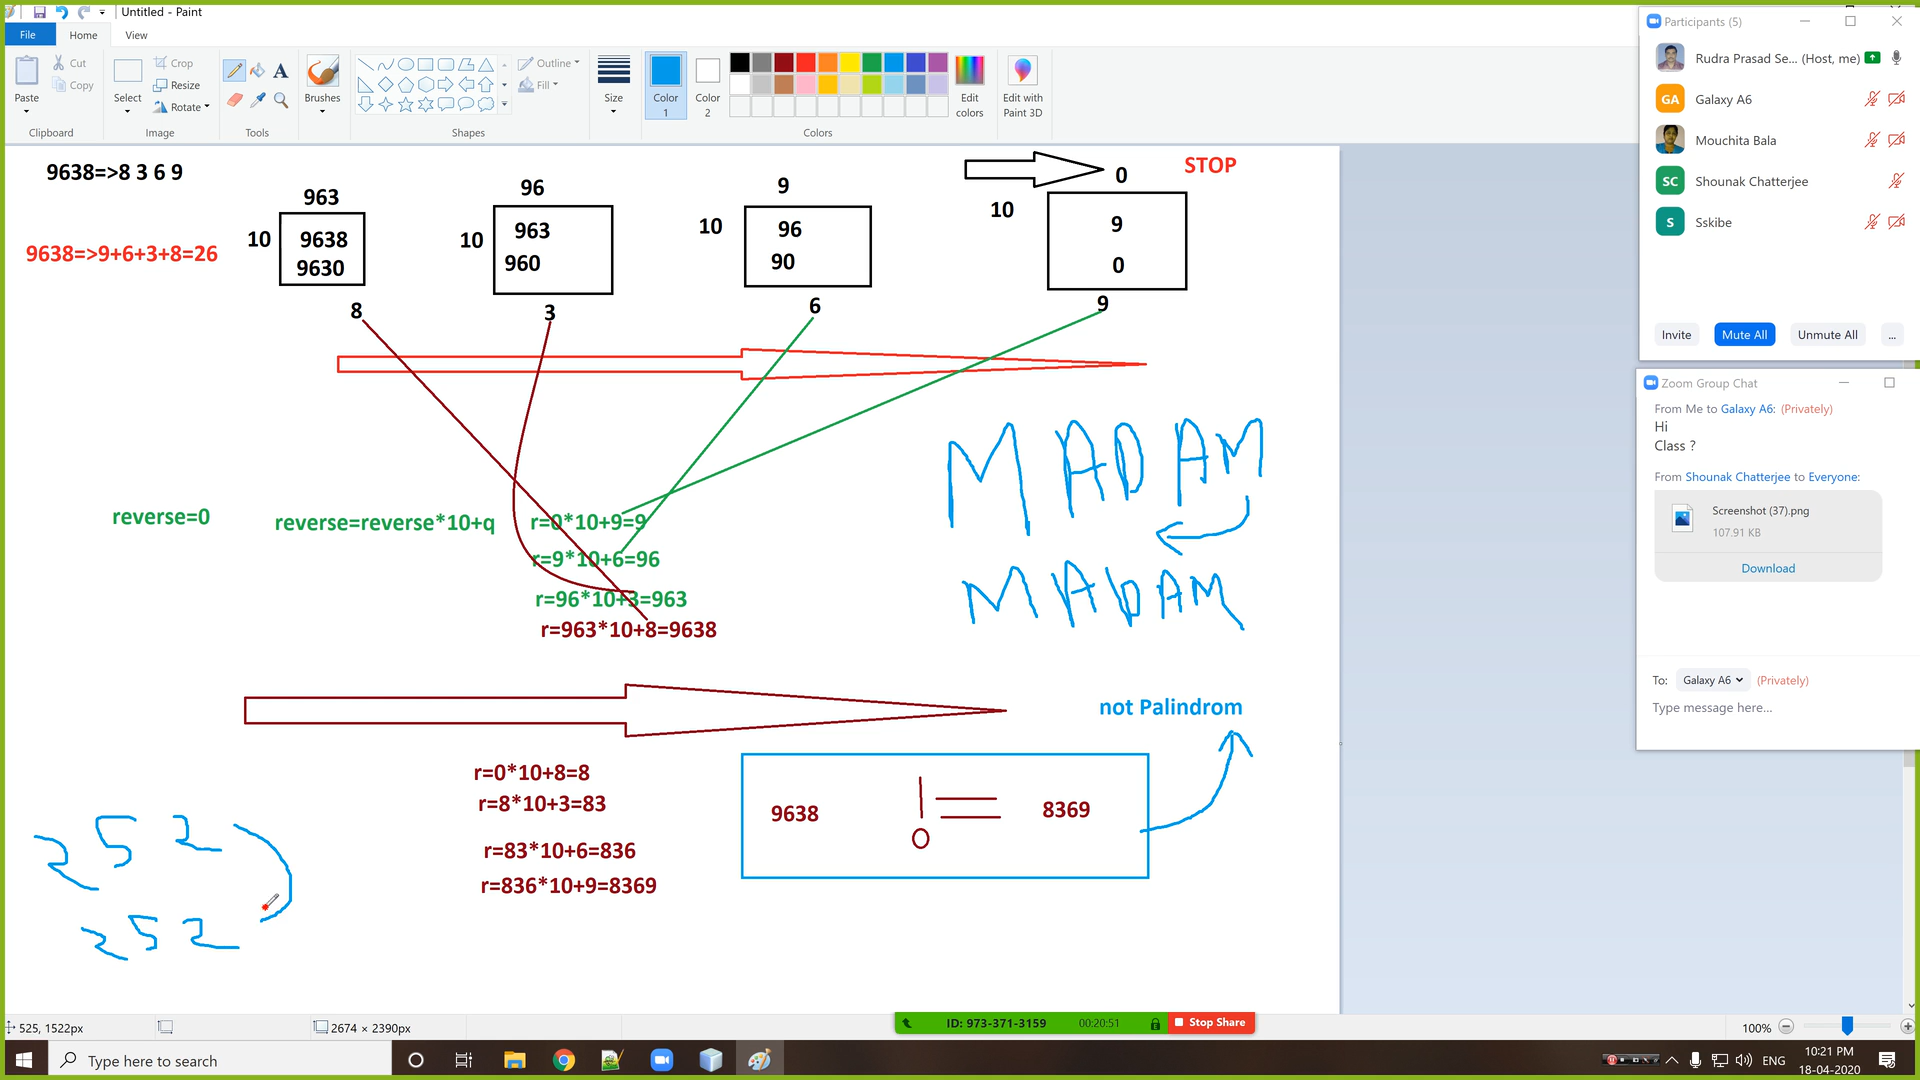 Untitled - Paint
File Home View
Paste Cut Copy Clipboard
Select Crop Resize Rotate Image
Tools
Brushes
Outline Fill Shapes
Size
Color 1 Color 2 Edit colors Colors
Edit with Paint 3D
9638=>8 3 6 9
963 96 9 0 STOP
10 9638 10 963 10 96 10 9
9630 960 90 0
9638=>9+6+3+8=26
8 3 6 9
MADAM
reverse=0 reverse=reverse*10+q r=0*10+9=9
r=9*10+6=96
MADAM
r=96*10+3=963
r=963*10+8=9638
not Palindrom
r=0*10+8=8
r=8*10+3=83
9638 != 8369
r=83*10+6=836
r=836*10+9=8369
252
252
525, 1522px 2674 × 2390px 100%
ID: 973-371-3159 00:20:51 Stop Share
Type here to search
ENG 10:21 PM
18-04-2020
Participants (5)
Rudra Prasad Se... (Host, me)
GA Galaxy A6
Mouchita Bala
SC Shounak Chatterjee
S Sskibe
Invite Mute All Unmute All ...
Zoom Group Chat
From Me to Galaxy A6: (Privately)
Hi
Class ?
From Shounak Chatterjee to Everyone:
Screenshot (37).png
107.91 KB
Download
To: Galaxy A6 (Privately)
Type message here...